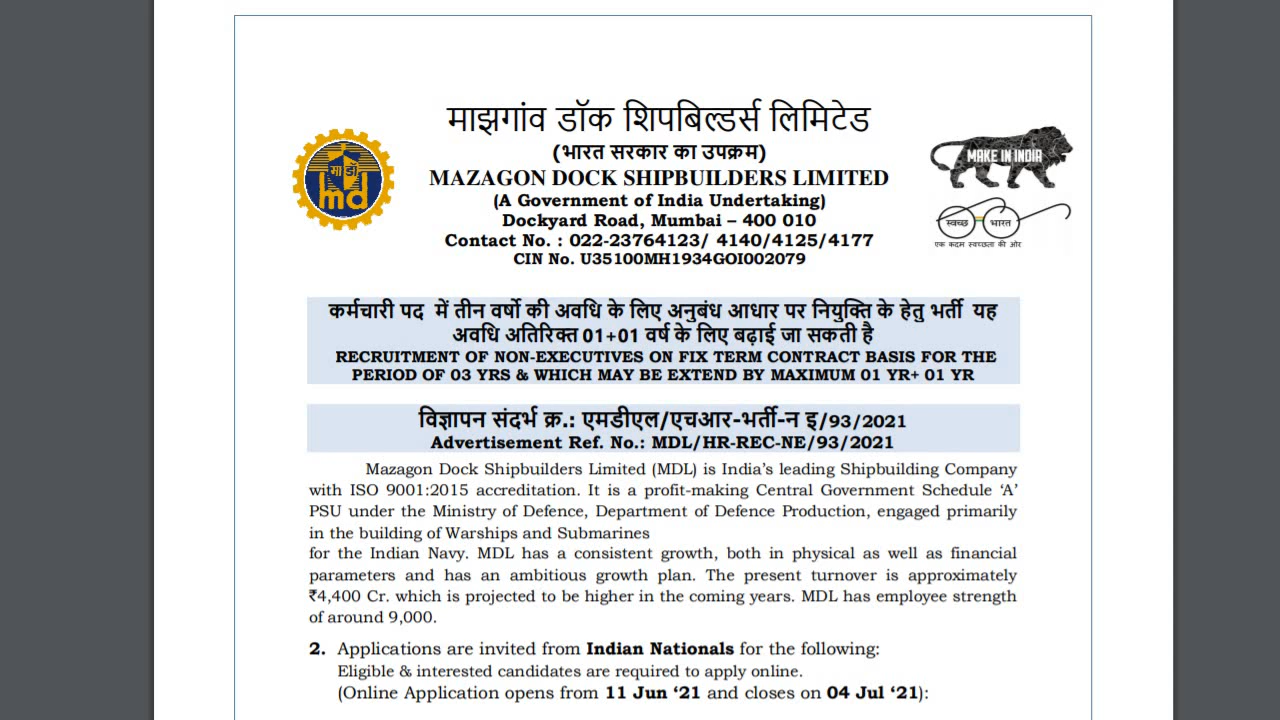 माझगांव डॉक शिपबिल्डर्स लिमिटेड
(भारत सरकार का उपक्रम)
MAZAGON DOCK SHIPBUILDERS LIMITED
(A Government of India Undertaking)
Dockyard Road, Mumbai – 400 010
Contact No. : 022-23764123/ 4140/4125/4177
CIN No. U35100MH1934GOI002079
मा डॉ
md
MAKE IN INDIA
स्वच्छ भारत
एक कदम स्वच्छता की ओर
कर्मचारी पद में तीन वर्षो की अवधि के लिए अनुबंध आधार पर नियुक्ति के हेतु भर्ती यह
अवधि अतिरिक्त 01+01 वर्ष के लिए बढ़ाई जा सकती है
RECRUITMENT OF NON-EXECUTIVES ON FIX TERM CONTRACT BASIS FOR THE
PERIOD OF 03 YRS & WHICH MAY BE EXTEND BY MAXIMUM 01 YR+ 01 YR
विज्ञापन संदर्भ क्र.: एमडीएल/एचआर-भर्ती-न इ/93/2021
Advertisement Ref. No.: MDL/HR-REC-NE/93/2021
Mazagon Dock Shipbuilders Limited (MDL) is India’s leading Shipbuilding Company
with ISO 9001:2015 accreditation. It is a profit-making Central Government Schedule ‘A’
PSU under the Ministry of Defence, Department of Defence Production, engaged primarily
in the building of Warships and Submarines
for the Indian Navy. MDL has a consistent growth, both in physical as well as financial
parameters and has an ambitious growth plan. The present turnover is approximately
₹4,400 Cr. which is projected to be higher in the coming years. MDL has employee strength
of around 9,000.
2. Applications are invited from Indian Nationals for the following:
Eligible & interested candidates are required to apply online.
(Online Application opens from 11 Jun ‘21 and closes on 04 Jul ‘21):